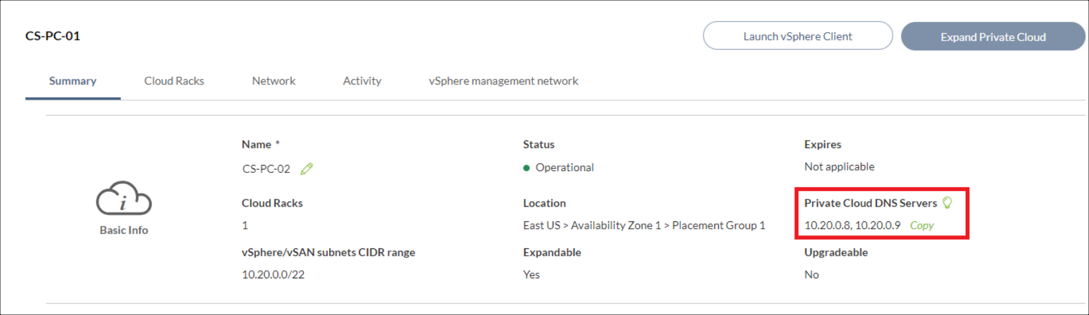 CS-PC-01
Launch vSphere Client
Expand Private Cloud
Summary
Cloud Racks
Network
Activity
vSphere management network
Basic Info
Name *
CS-PC-02
Status
Operational
Expires
Not applicable
Cloud Racks
1
Location
East US > Availability Zone 1 > Placement Group 1
Private Cloud DNS Servers
10.20.0.8, 10.20.0.9 Copy
vSphere/vSAN subnets CIDR range
10.20.0.0/22
Expandable
Yes
Upgradeable
No